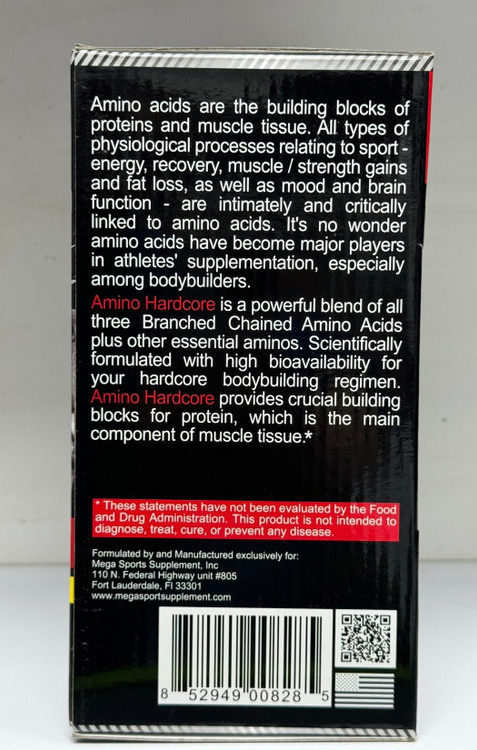 Amino acids are the building blocks of
proteins and muscle tissue. All types of
physiological processes relating to sport -
energy, recovery, muscle / strength gains
and fat loss, as well as mood and brain
function - are intimately and critically
linked to amino acids. It's no wonder
amino acids have become major players
in athletes' supplementation, especially
among bodybuilders.
Amino Hardcore is a powerful blend of all
three Branched Chained Amino Acids
plus other essential aminos. Scientifically
formulated with high bioavailability for
your hardcore bodybuilding regimen.
Amino Hardcore provides crucial building
blocks for protein, which is the main
component of muscle tissue.*
* These statements have not been evaluated by the Food
and Drug Administration. This product is not intended to
diagnose, treat, cure, or prevent any disease.
Formulated by and Manufactured exclusively for:
Mega Sports Supplement, Inc
110 N. Federal Highway unit #805
Fort Lauderdale, Fl 33301
www.megasportsupplement.com
8 52949 00828 5